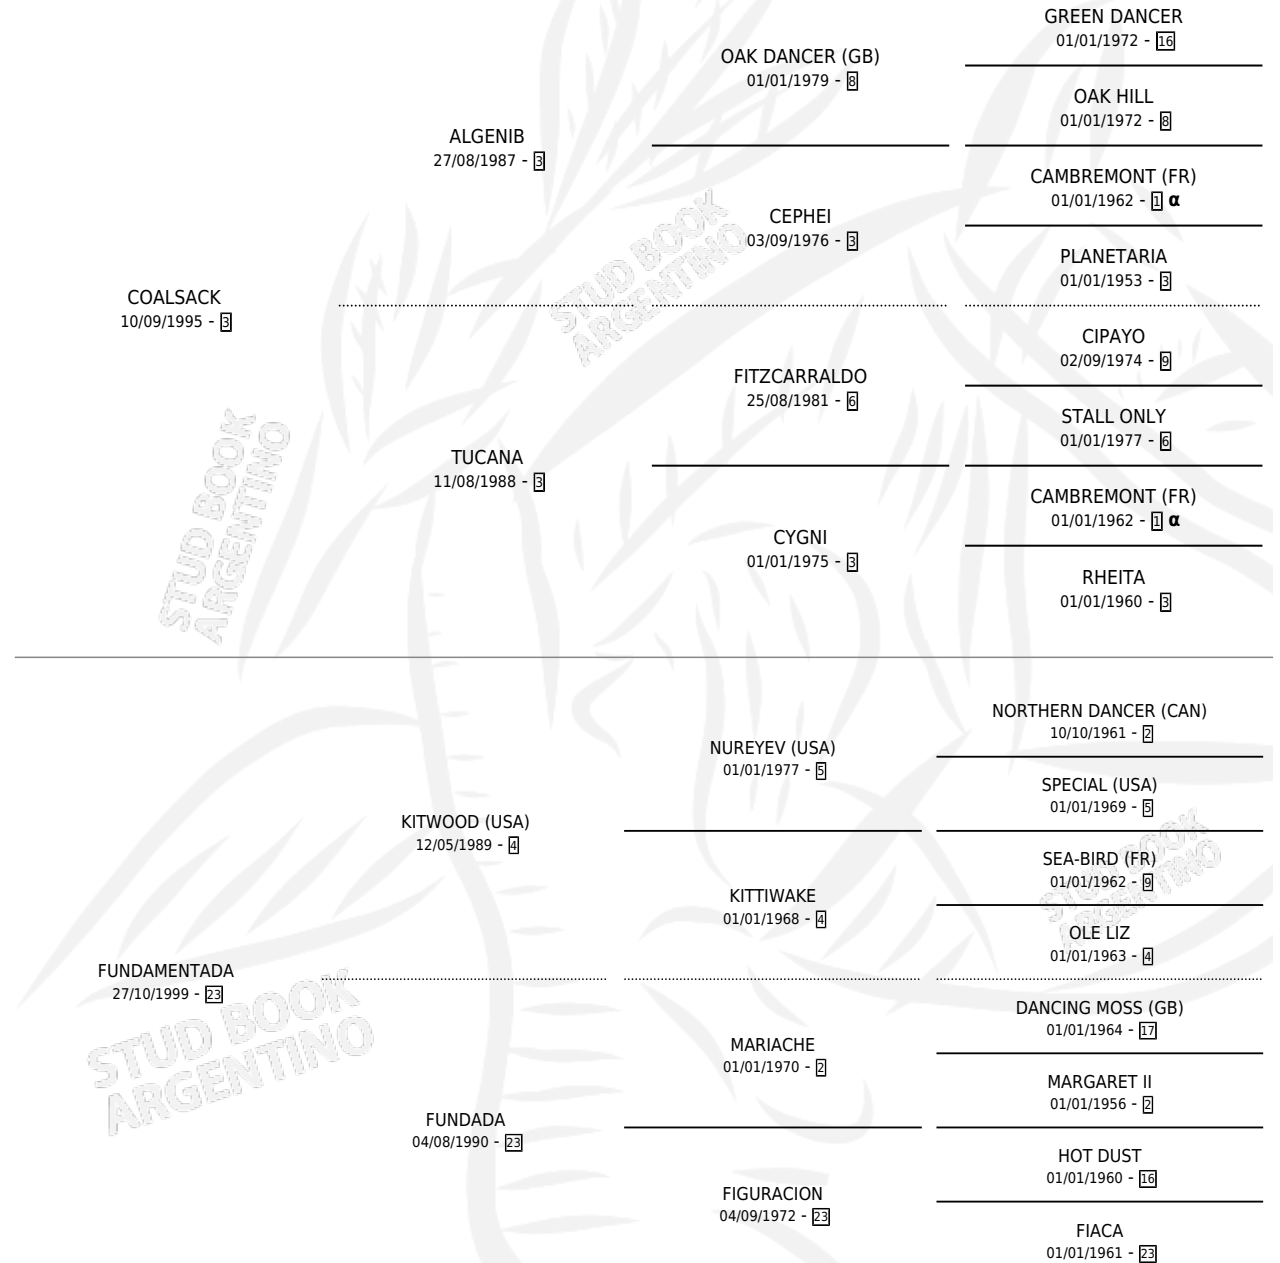 GREEN DANCER
01/01/1972 - 16
OAK DANCER (GB)
01/01/1979 - 8
OAK HILL
01/01/1972 - 8
ALGENIB
27/08/1987 - 3
CAMBREMONT (FR)
01/01/1962 - 1 α
CEPHEI
03/09/1976 - 3
PLANETARIA
01/01/1953 - 3
COALSACK
10/09/1995 - 3
CIPAYO
02/09/1974 - 9
FITZCARRALDO
25/08/1981 - 6
STALL ONLY
01/01/1977 - 6
TUCANA
11/08/1988 - 3
CAMBREMONT (FR)
01/01/1962 - 1 α
CYGNI
01/01/1975 - 3
RHEITA
01/01/1960 - 3
NORTHERN DANCER (CAN)
10/10/1961 - 2
NUREYEV (USA)
01/01/1977 - 5
SPECIAL (USA)
01/01/1969 - 5
KITWOOD (USA)
12/05/1989 - 4
SEA-BIRD (FR)
01/01/1962 - 9
KITTIWAKE
01/01/1968 - 4
OLE LIZ
01/01/1963 - 4
FUNDAMENTADA
27/10/1999 - 23
DANCING MOSS (GB)
01/01/1964 - 17
MARIACHE
01/01/1970 - 2
MARGARET II
01/01/1956 - 2
FUNDADA
04/08/1990 - 23
HOT DUST
01/01/1960 - 16
FIGURACION
04/09/1972 - 23
FIACA
01/01/1961 - 23
STUD BOOK
ARGENTINO
STUD BOOK
ARGENTINO
STUD BOOK
ARGENTINO
STUD BOOK
ARGENTINO